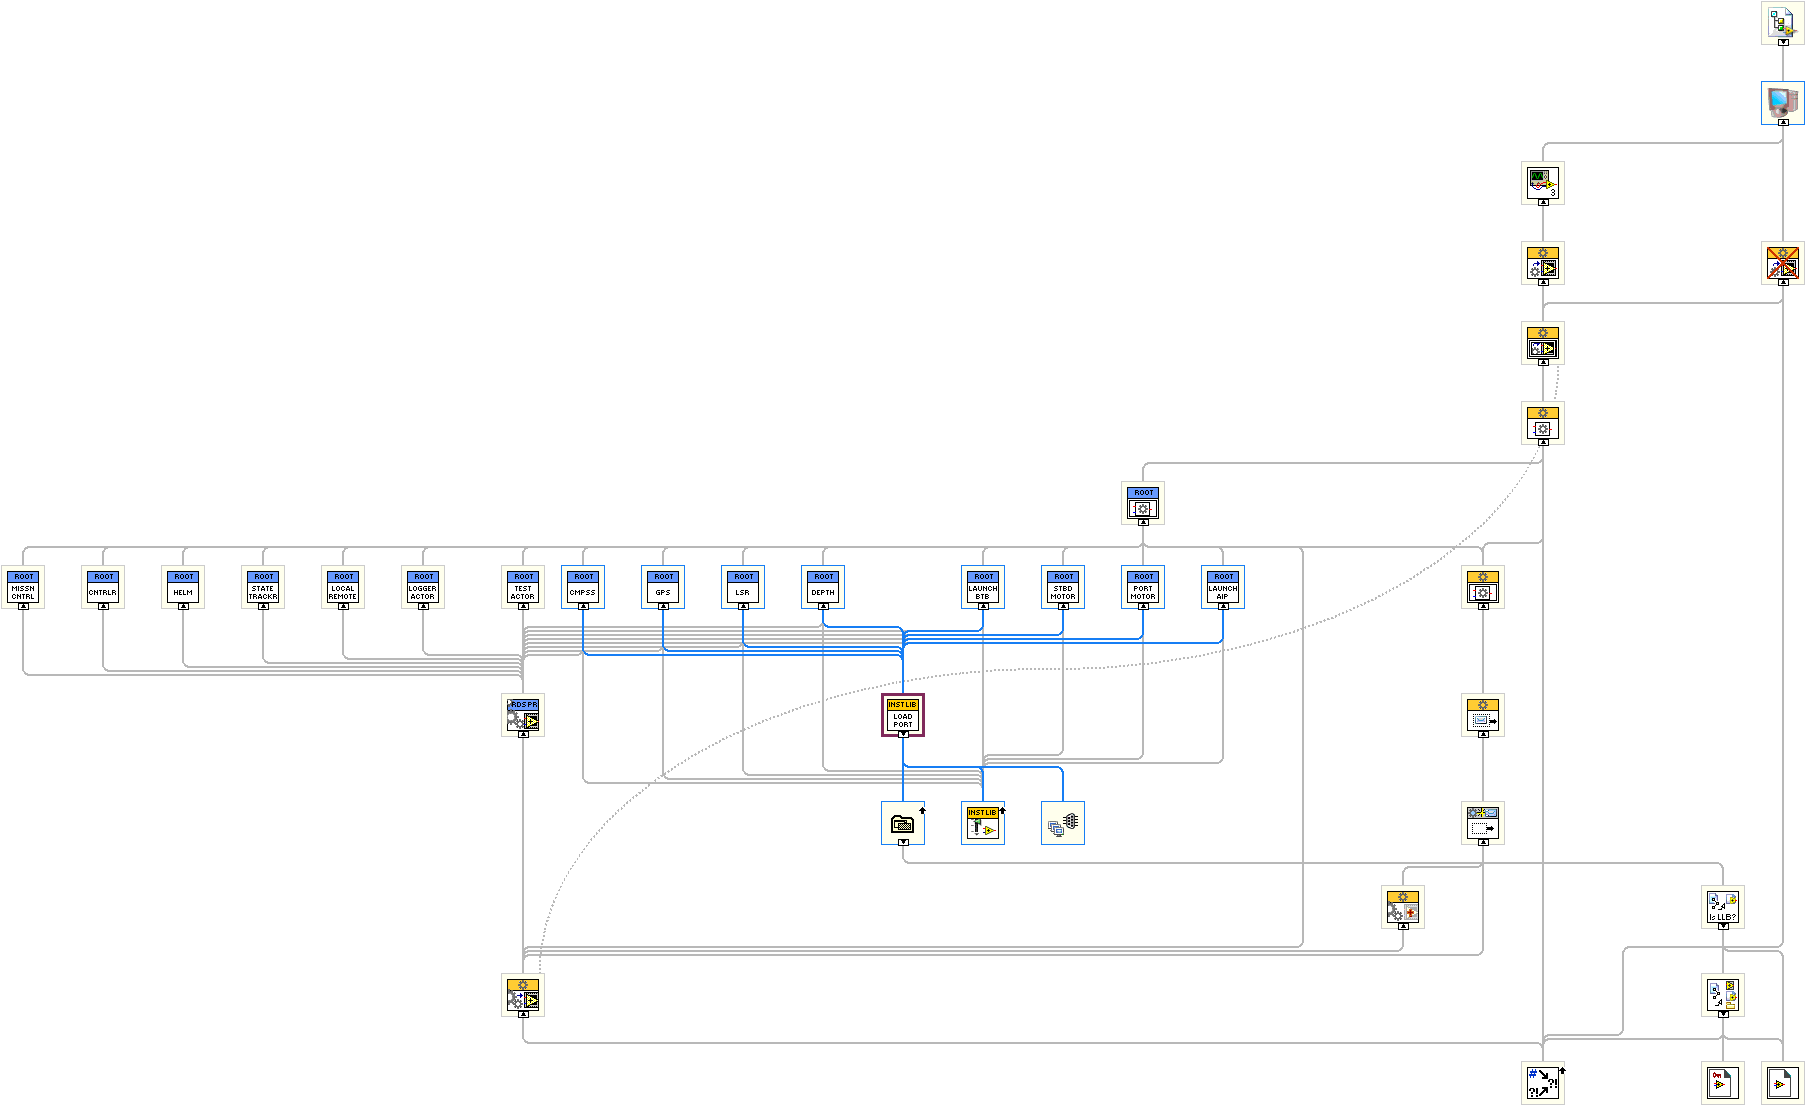 3
ROOT
ROOT
MISSN
CNTRL
ROOT
CNTRLR
ROOT
HELM
ROOT
STATE
TRACKR
ROOT
LOCAL
REMOTE
ROOT
LOGGER
ACTOR
ROOT
TEST
ACTOR
ROOT
CMPSS
ROOT
GPS
ROOT
LSR
ROOT
DEPTH
ROOT
LAUNCH
BTB
ROOT
STBD
MOTOR
ROOT
PORT
MOTOR
ROOT
LAUNCH
AIP
RDSPR
INSTLIB
LOAD
PORT
INSTLIB
Is LLB?
#
?!
?!